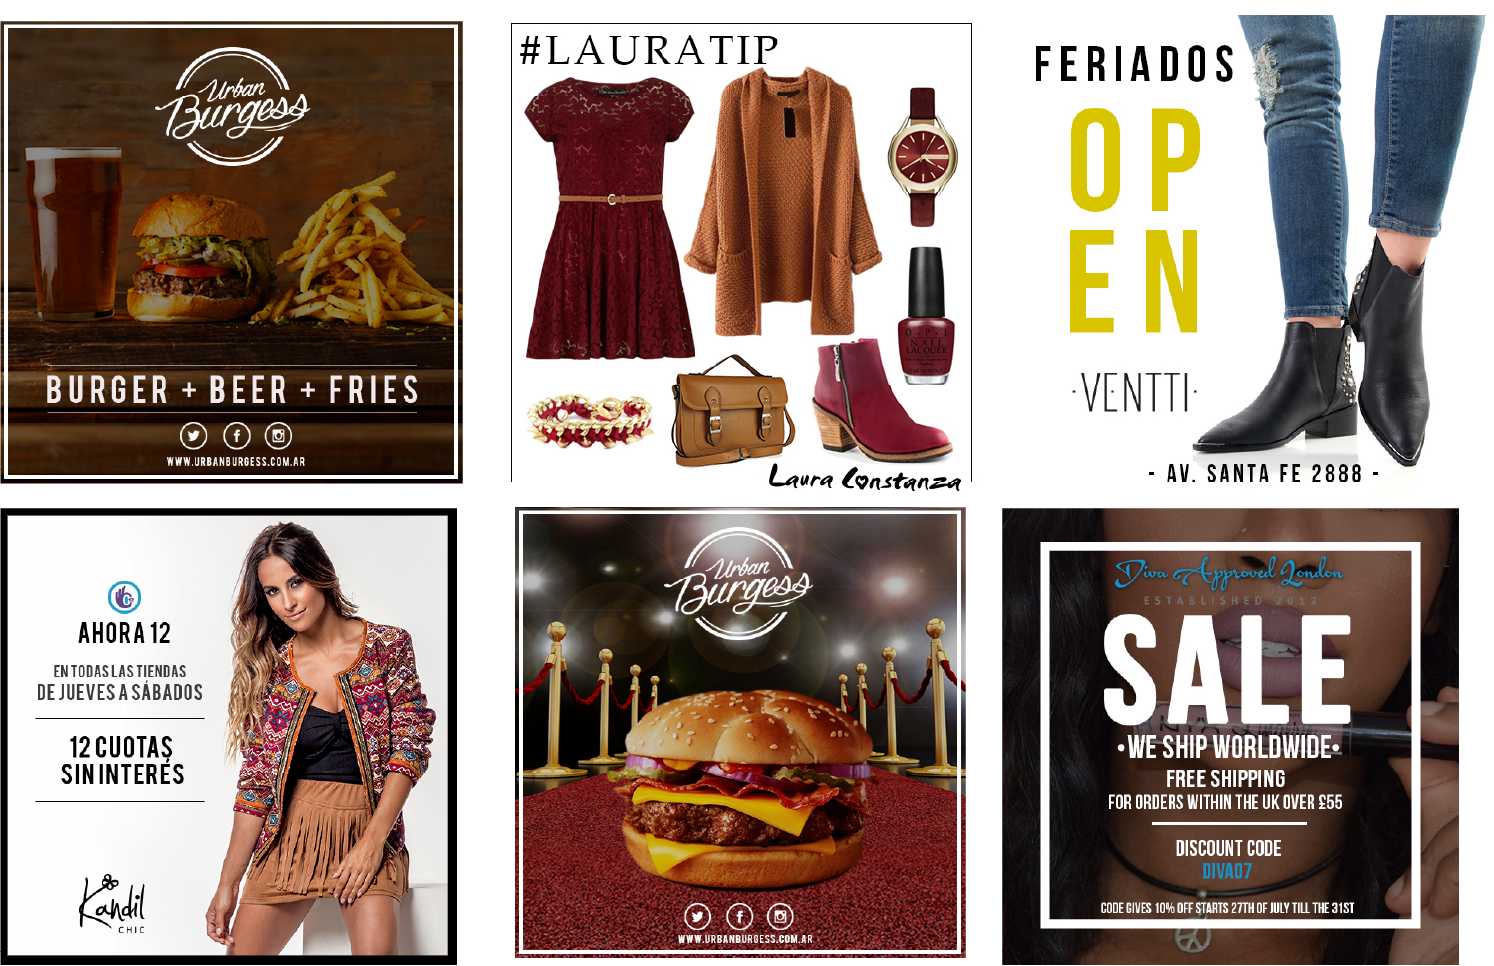 Urban
Burgess
BURGER + BEER + FRIES
WWW.URBANBURGESS.COM.AR
#LAURATIP
O·P·I
NAIL
LACQUER
Laura Constanza
FERIADOS
OP
EN
·VENTTI·
- AV. SANTA FE 2888 -
AHORA 12
EN TODAS LAS TIENDAS
DE JUEVES A SÁBADOS
12 CUOTAS
SIN INTERÉS
Kandil
CHIC
Urban
Burgess
WWW.URBANBURGESS.COM.AR
Diva Approved London
ESTABLISHED 2012
SALE
•WE SHIP WORLDWIDE•
FREE SHIPPING
FOR ORDERS WITHIN THE UK OVER £55
DISCOUNT CODE
DIVA07
CODE GIVES 10% OFF STARTS 27TH OF JULY TILL THE 31ST